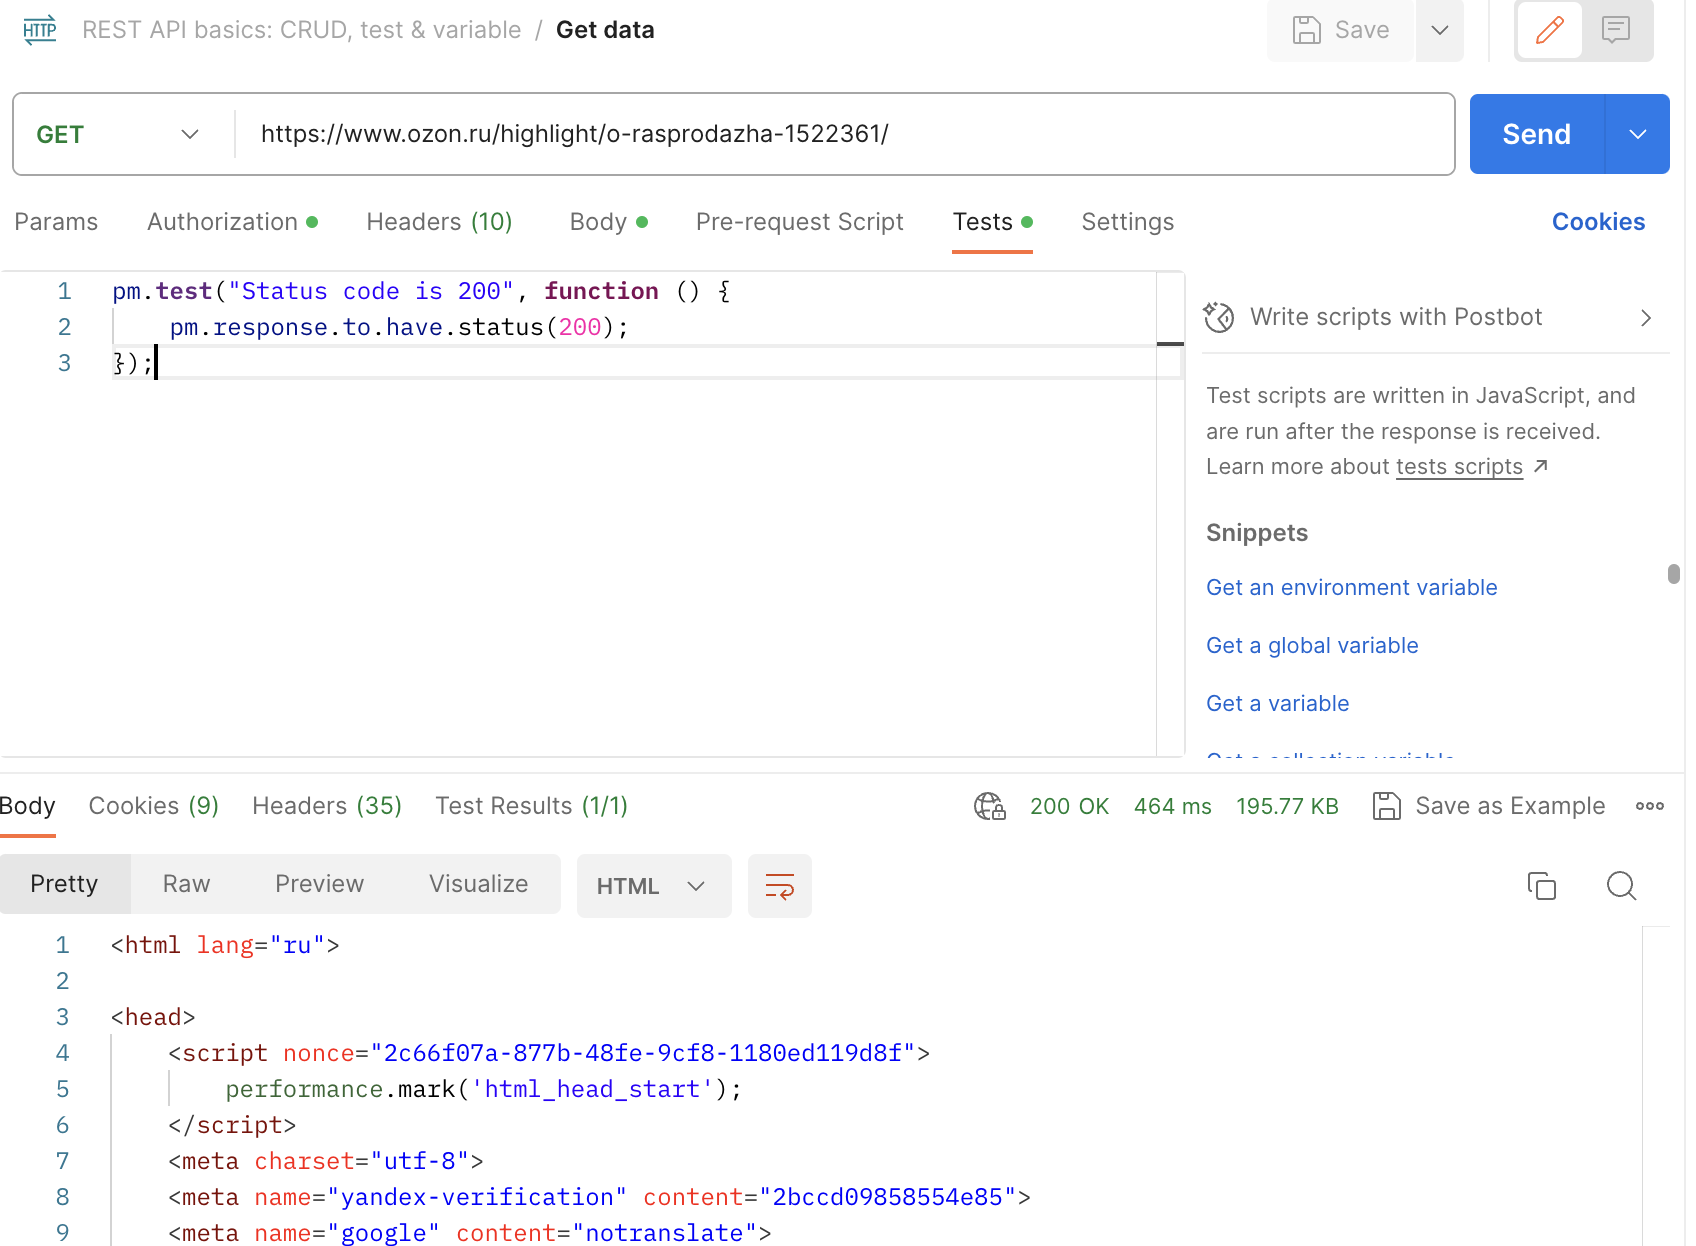 HTTP REST API basics: CRUD, test & variable / Get data Save
GET https://www.ozon.ru/highlight/o-rasprodazha-1522361/ Send
Params Authorization Headers (10) Body Pre-request Script Tests Settings Cookies
1 pm.test("Status code is 200", function () {
2 pm.response.to.have.status(200);
3 });
Write scripts with Postbot
Test scripts are written in JavaScript, and
are run after the response is received.
Learn more about tests scripts ↗
Snippets
Get an environment variable
Get a global variable
Get a variable
Get a collection variable
Body Cookies (9) Headers (35) Test Results (1/1) 200 OK 464 ms 195.77 KB Save as Example
Pretty Raw Preview Visualize HTML
1 <html lang="ru">
2
3 <head>
4 <script nonce="2c66f07a-877b-48fe-9cf8-1180ed119d8f">
5 performance.mark('html_head_start');
6 </script>
7 <meta charset="utf-8">
8 <meta name="yandex-verification" content="2bccd09858554e85">
9 <meta name="google" content="notranslate">